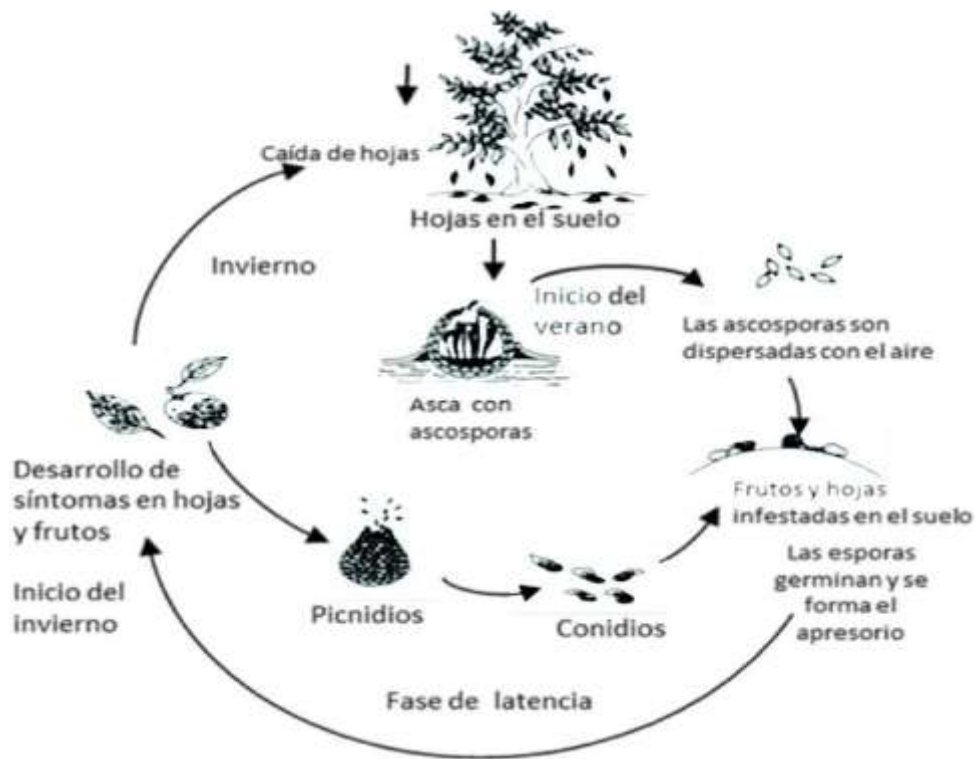 Caída de hojas
Hojas en el suelo
Invierno
Inicio del
verano
Las ascosporas son
dispersadas con el aire
Asca con
ascosporas
Desarrollo de
síntomas en hojas
y frutos
Frutos y hojas
infestadas en el suelo
Las esporas
germinan y se
forma el
apresorio
Inicio del
invierno
Picnidios
Conidios
Fase de latencia